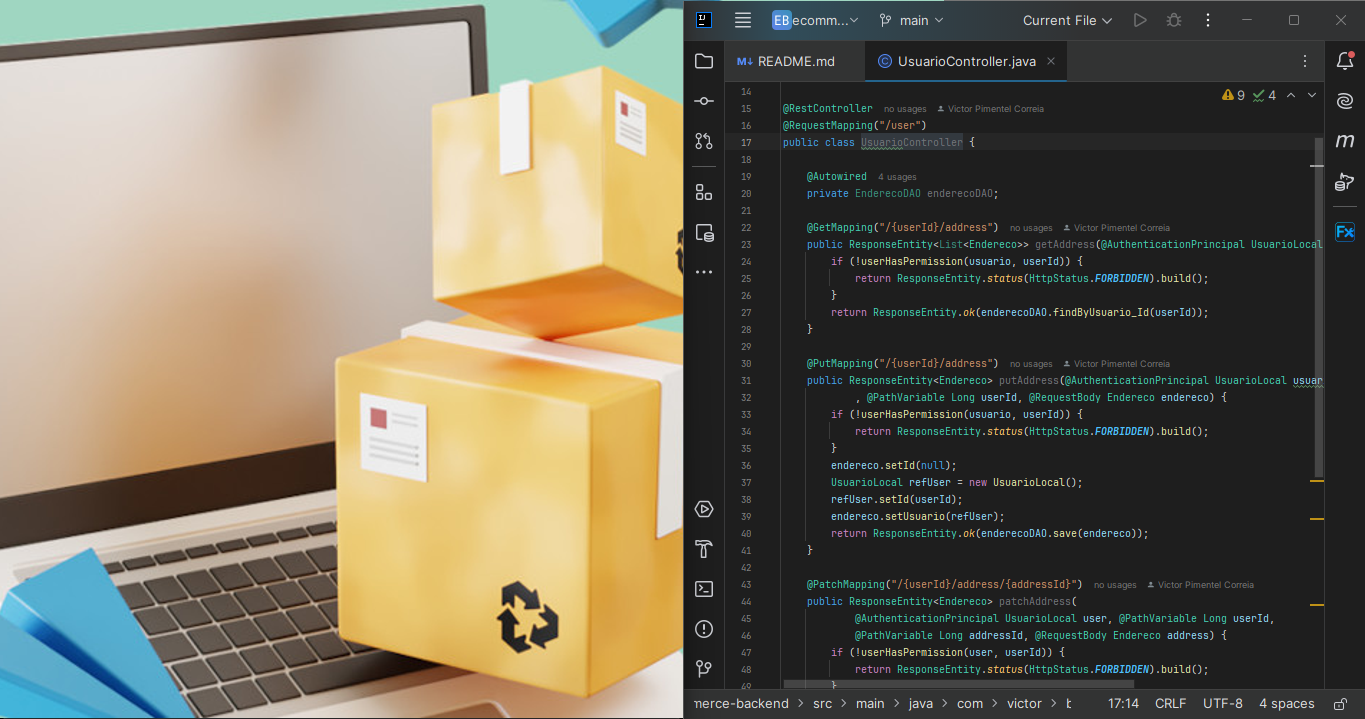 EB ecomm... main Current File
README.md UsuarioController.java
9 4
14
15 @RestController no usages Victor Pimentel Correia
16 @RequestMapping("/user")
17 public class UsuarioController {
18
19 @Autowired 4 usages
20 private EnderecoDAO enderecoDAO;
21
22 @GetMapping("/{userId}/address") no usages Victor Pimentel Correia
23 public ResponseEntity<List<Endereco>> getAddress(@AuthenticationPrincipal UsuarioLocal
24 if (!userHasPermission(usuario, userId)) {
25 return ResponseEntity.status(HttpStatus.FORBIDDEN).build();
26 }
27 return ResponseEntity.ok(enderecoDAO.findByUsuario_Id(userId));
28 }
29
30 @PutMapping("/{userId}/address") no usages Victor Pimentel Correia
31 public ResponseEntity<Endereco> putAddress(@AuthenticationPrincipal UsuarioLocal usuar
32 , @PathVariable Long userId, @RequestBody Endereco endereco) {
33 if (!userHasPermission(usuario, userId)) {
34 return ResponseEntity.status(HttpStatus.FORBIDDEN).build();
35 }
36 endereco.setId(null);
37 UsuarioLocal refUser = new UsuarioLocal();
38 refUser.setId(userId);
39 endereco.setUsuario(refUser);
40 return ResponseEntity.ok(enderecoDAO.save(endereco));
41 }
42
43 @PatchMapping("/{userId}/address/{addressId}") no usages Victor Pimentel Correia
44 public ResponseEntity<Endereco> patchAddress(
45 @AuthenticationPrincipal UsuarioLocal user, @PathVariable Long userId,
46 @PathVariable Long addressId, @RequestBody Endereco address) {
47 if (!userHasPermission(user, userId)) {
48 return ResponseEntity.status(HttpStatus.FORBIDDEN).build();
49 }
merce-backend src main java com victor 17:14 CRLF UTF-8 4 spaces